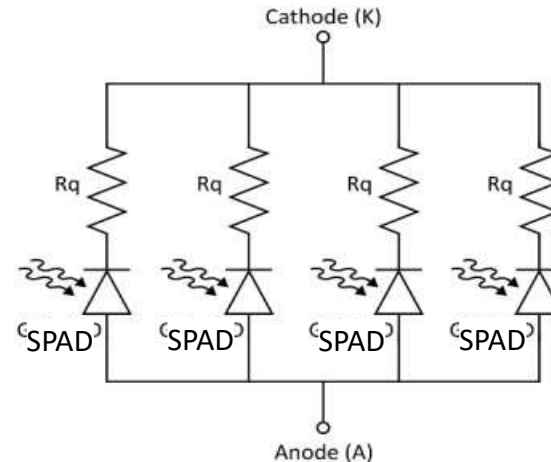 Cathode (K)
Rq Rq Rq Rq
SPAD SPAD SPAD SPAD
Anode (A)